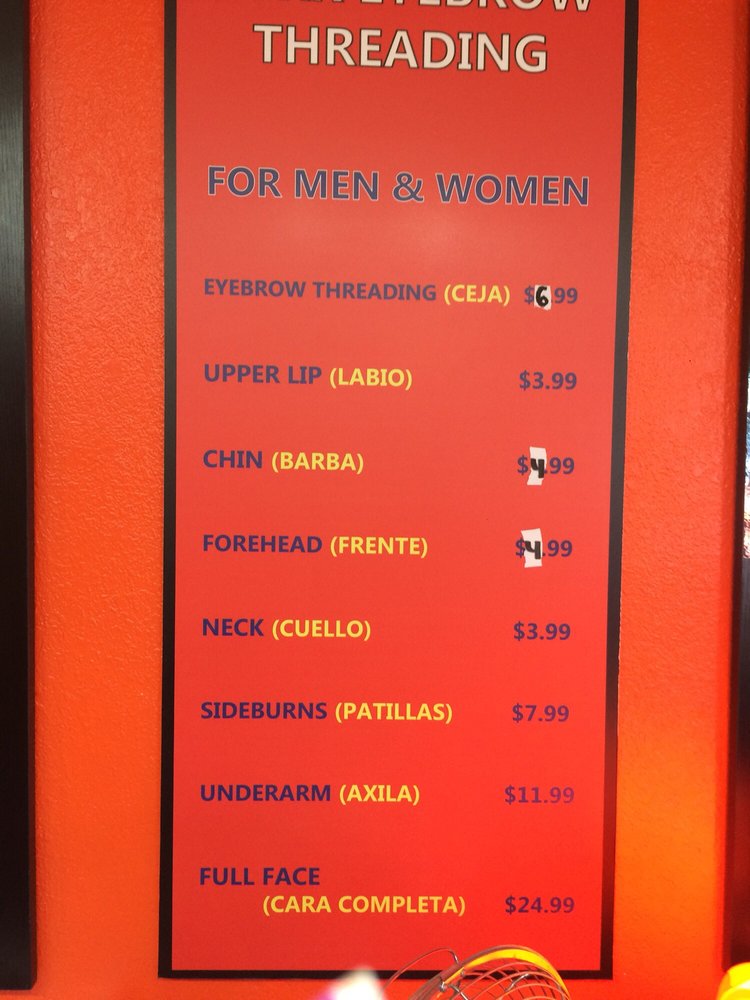 EYEBROW
THREADING
FOR MEN & WOMEN
EYEBROW THREADING (CEJA) $6.99
UPPER LIP (LABIO) $3.99
CHIN (BARBA) $4.99
FOREHEAD (FRENTE) $4.99
NECK (CUELLO) $3.99
SIDEBURNS (PATILLAS) $7.99
UNDERARM (AXILA) $11.99
FULL FACE
(CARA COMPLETA) $24.99